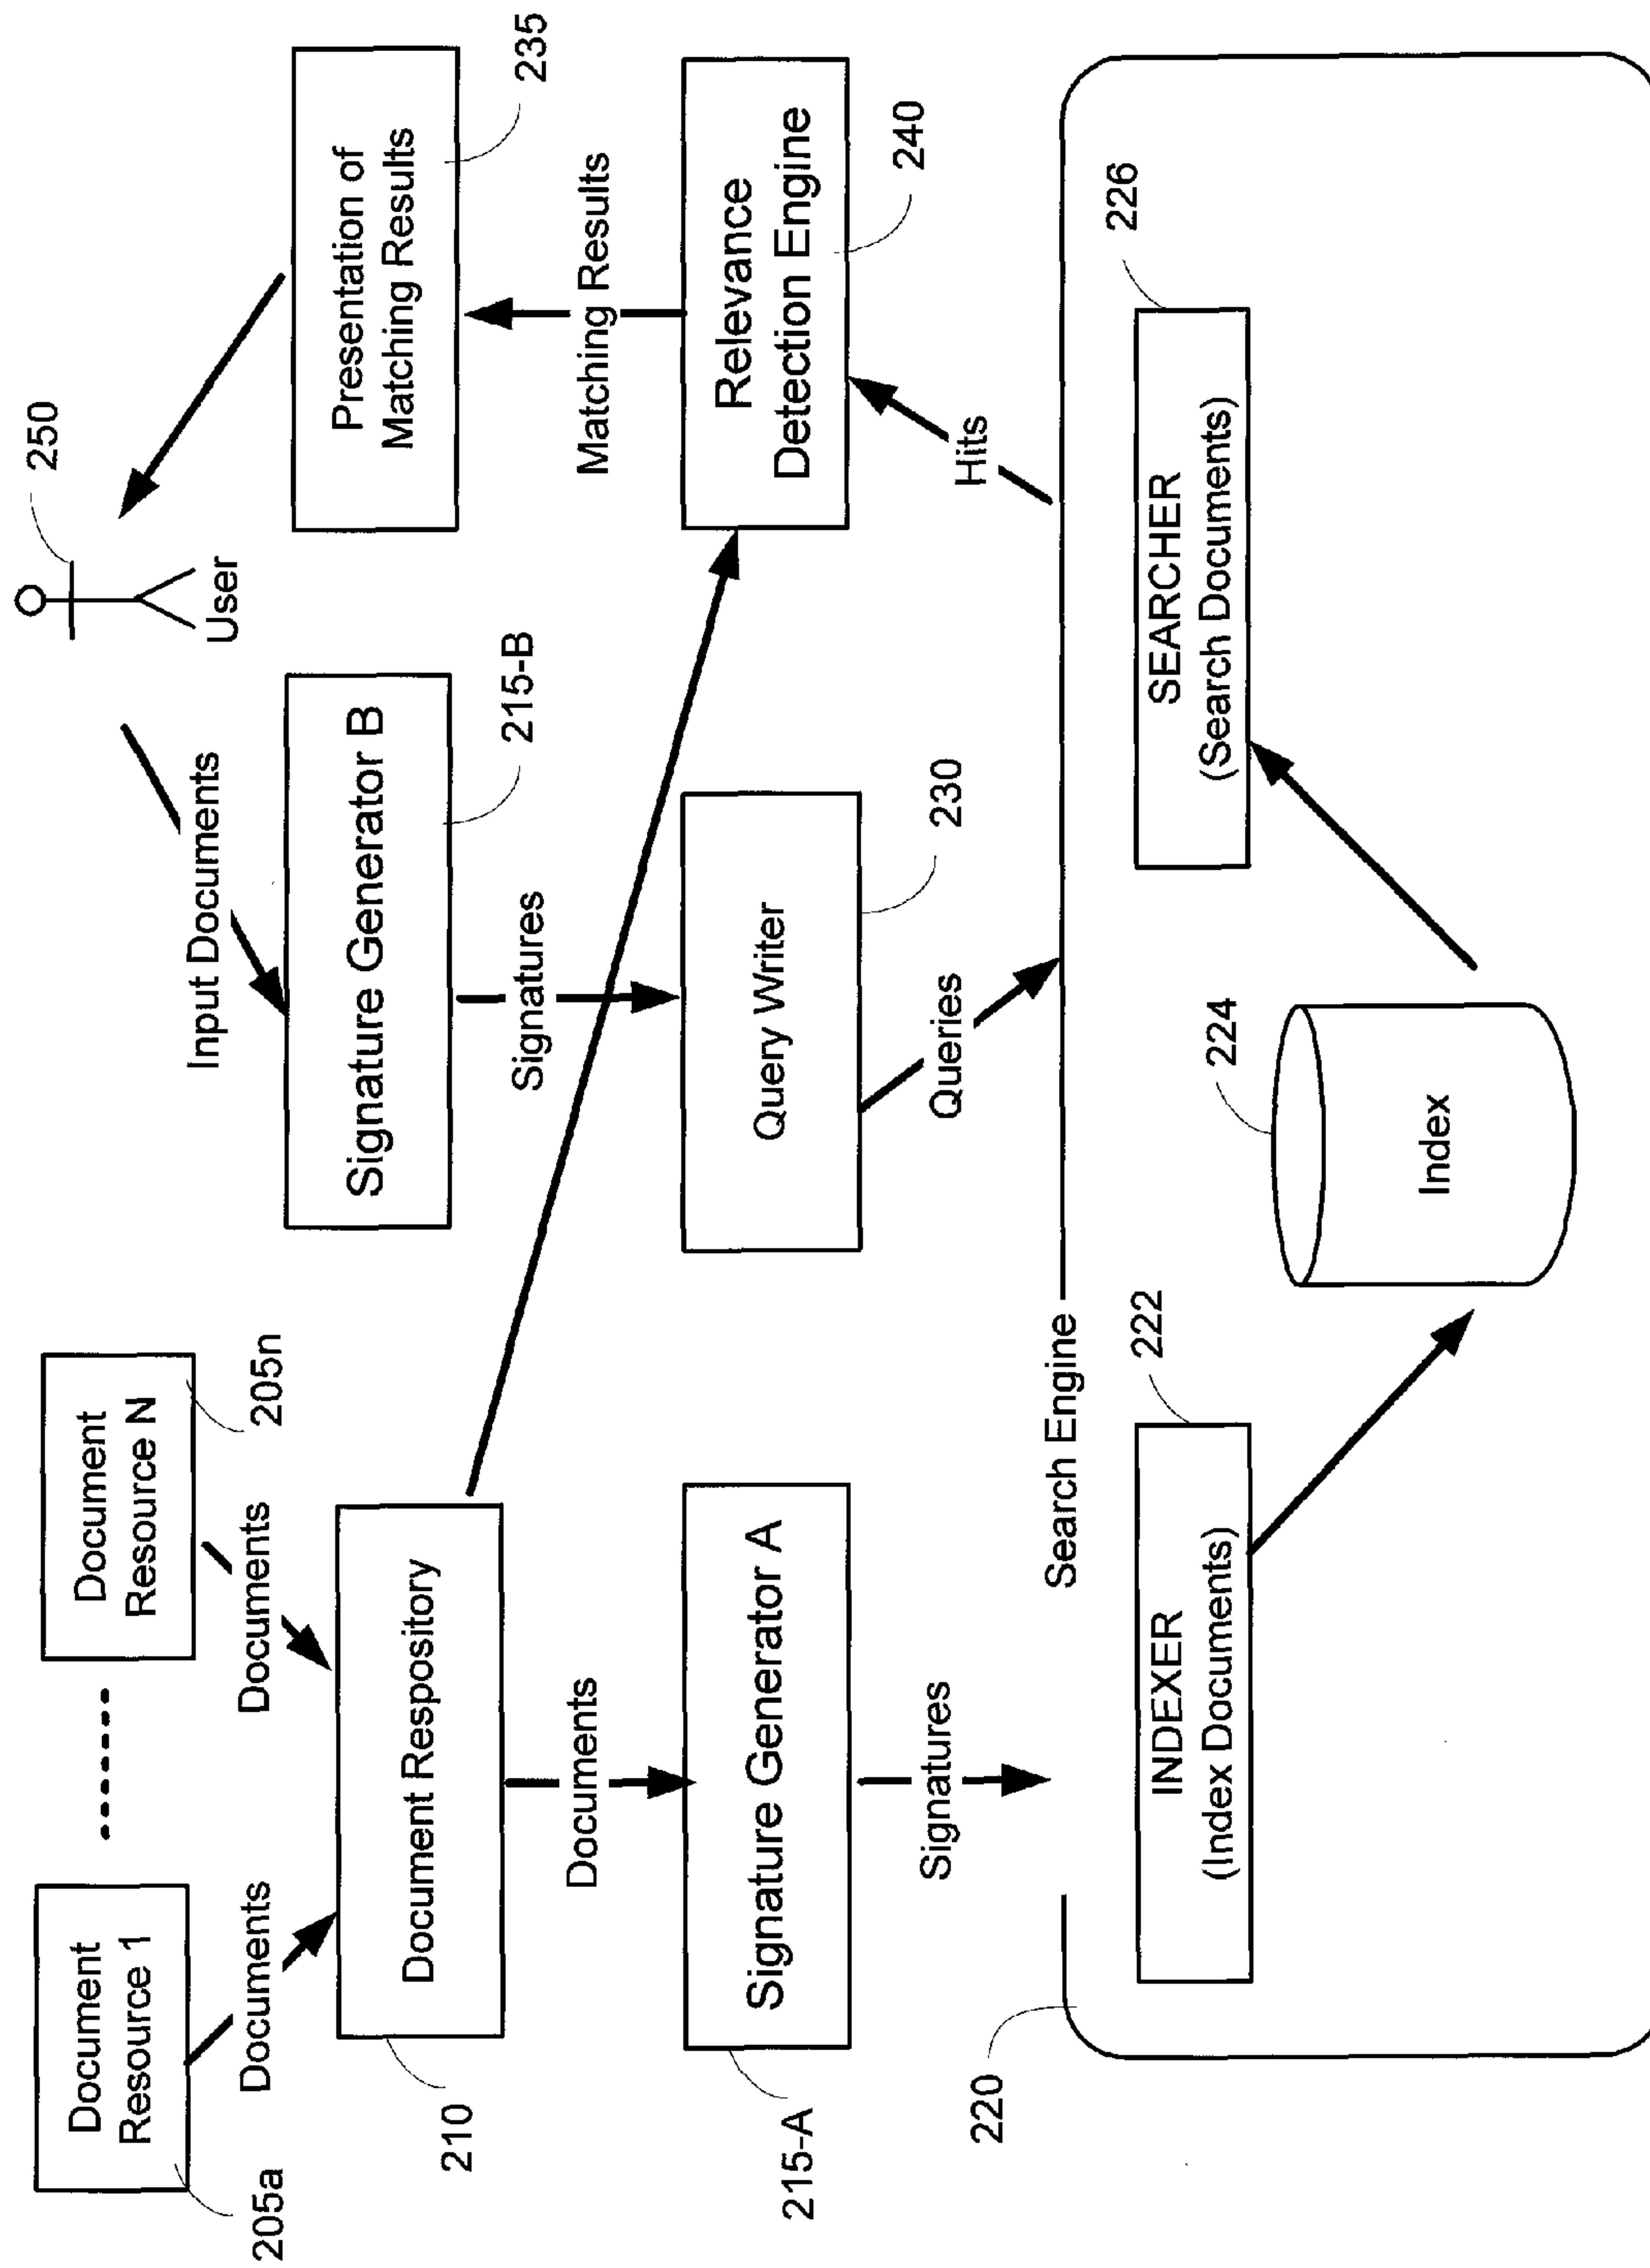 Document
Resource 1
205a
Document
Resource N
205n
Documents
Documents
Document Respository
210
Documents
Signature Generator A
215-A
Signatures
250
User
Input Documents
Signature Generator B
215-B
Signatures
Query Writer
230
Queries
Presentation of
Matching Results
235
Matching Results
Relevance
Detection Engine
240
Hits
Search Engine
220
INDEXER
(Index Documents)
222
Index
224
SEARCHER
(Search Documents)
226